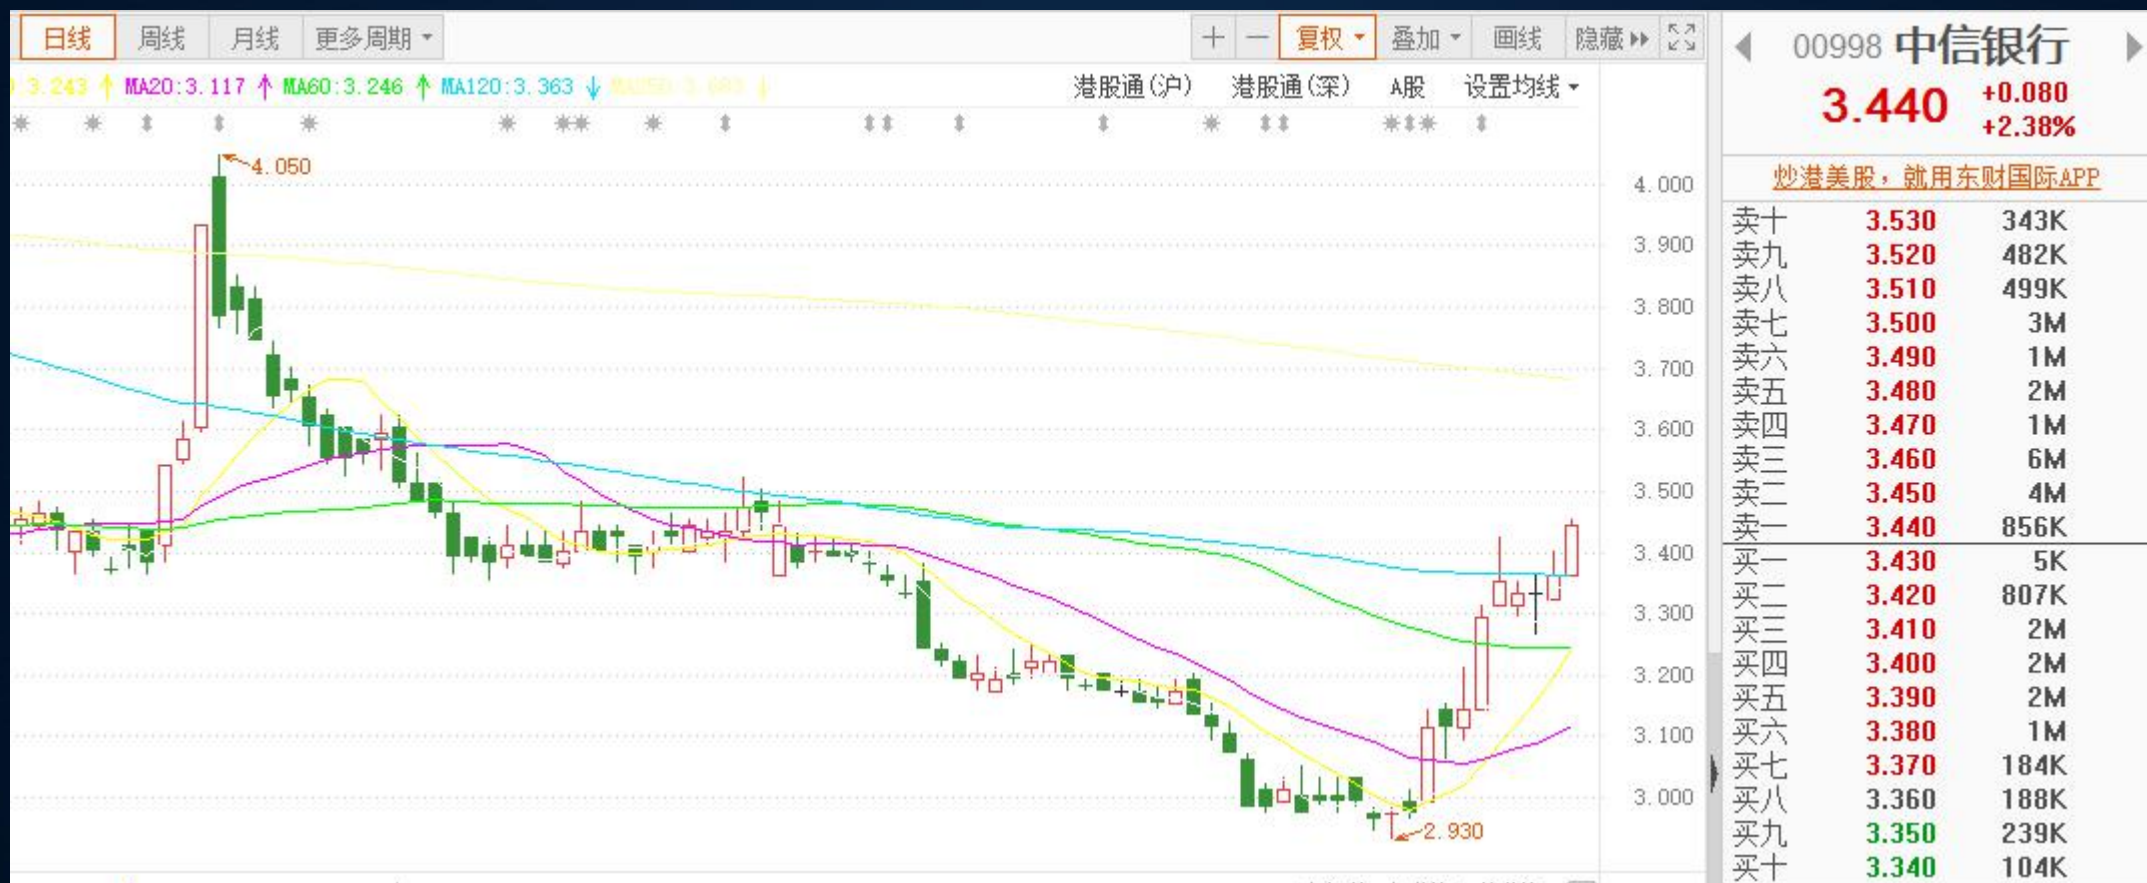 日线 周线 月线 更多周期
复权 叠加 画线 隐藏
3.243 MA20:3.117 MA60:3.246 MA120:3.363
港股通(沪) 港股通(深) A股 设置均线
4.050
4.000
3.900
3.800
3.700
3.600
3.500
3.400
3.300
3.200
3.100
3.000
2.930
00998 中信银行
3.440 +0.080
+2.38%
炒港美股，就用东财国际APP
卖十 3.530 343K
卖九 3.520 482K
卖八 3.510 499K
卖七 3.500 3M
卖六 3.490 1M
卖五 3.480 2M
卖四 3.470 1M
卖三 3.460 6M
卖二 3.450 4M
卖一 3.440 856K
买一 3.430 5K
买二 3.420 807K
买三 3.410 2M
买四 3.400 2M
买五 3.390 2M
买六 3.380 1M
买七 3.370 184K
买八 3.360 188K
买九 3.350 239K
买十 3.340 104K